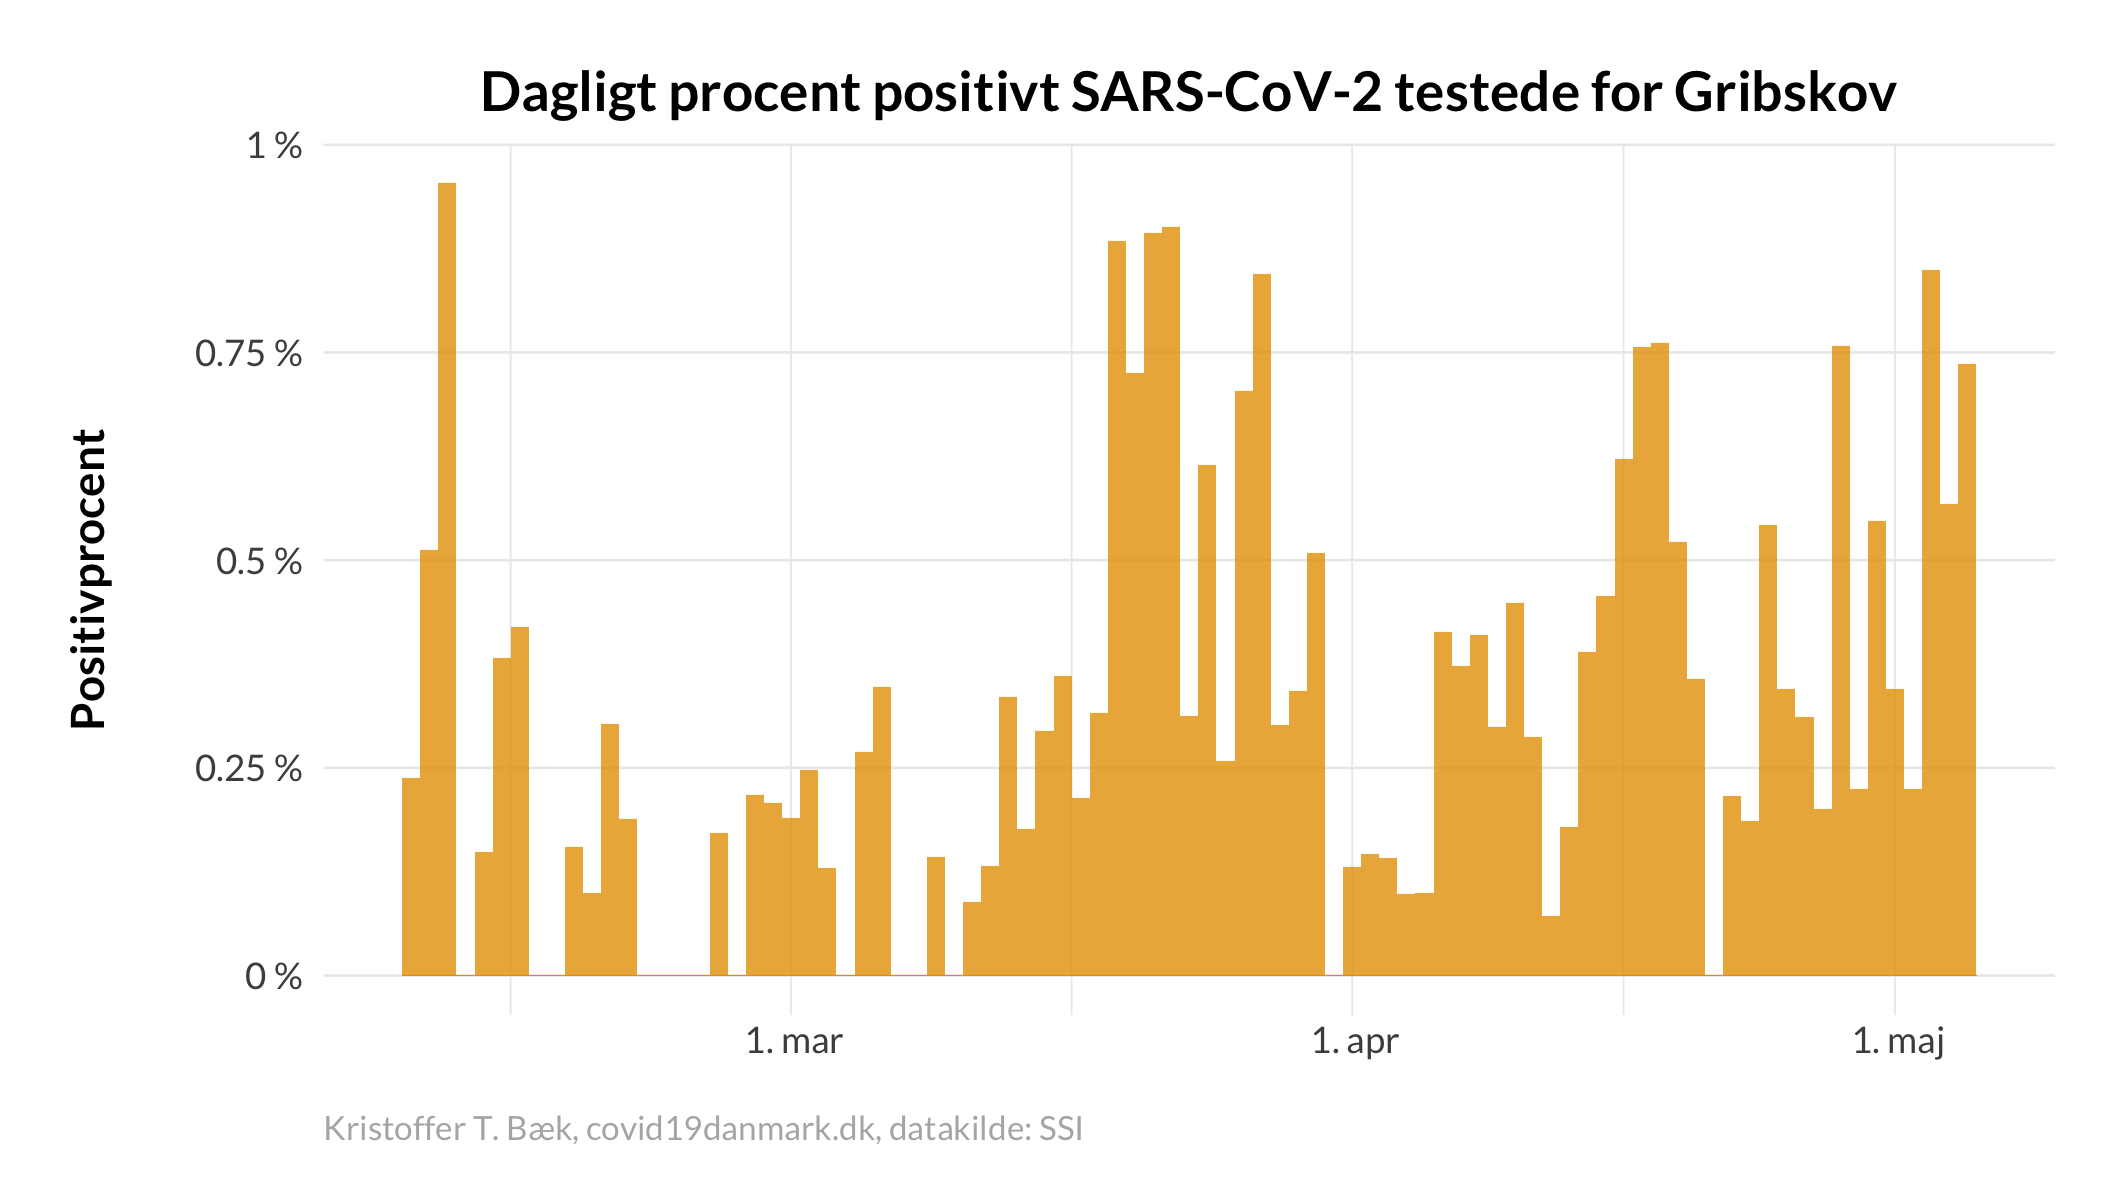 Dagligt procent positivt SARS-CoV-2 testede for Gribskov
1 %
0.75 %
0.5 %
0.25 %
0 %
Positivprocent
1. mar
1. apr
1. maj
Kristoffer T. Bæk, covid19danmark.dk, datakilde: SSI